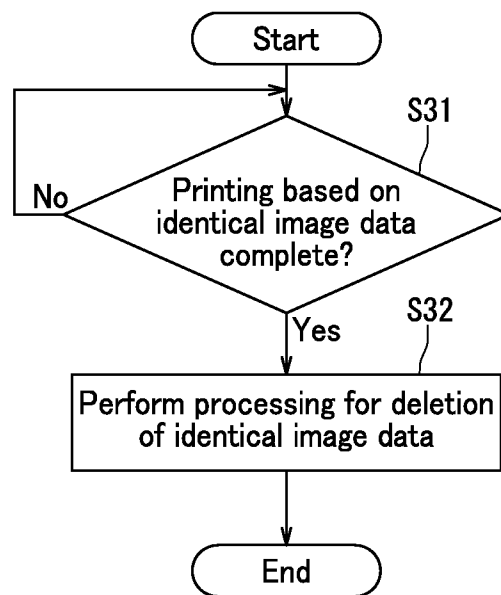 Start
S31
Printing based on
identical image data
complete?
No
Yes
S32
Perform processing for deletion
of identical image data
End